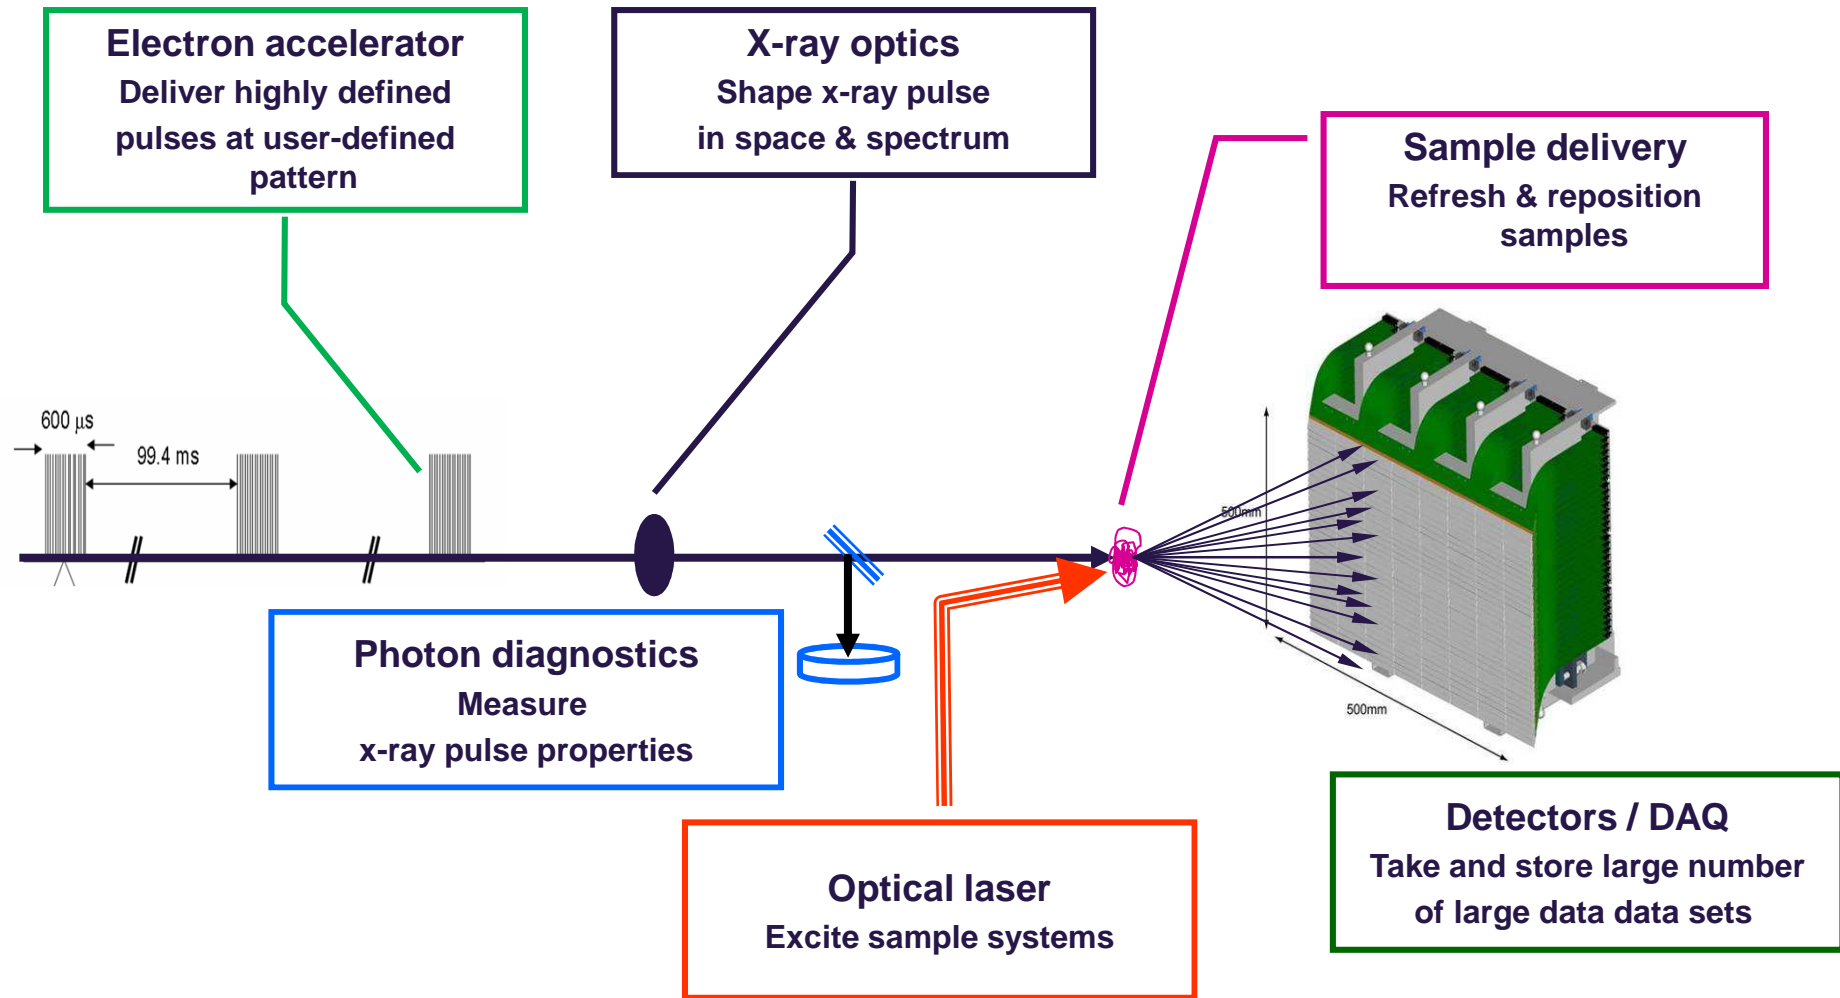 Electron accelerator
Deliver highly defined
pulses at user-defined
pattern
X-ray optics
Shape x-ray pulse
in space & spectrum
Sample delivery
Refresh & reposition
samples
600 µs
99.4 ms
500mm
500mm
Photon diagnostics
Measure
x-ray pulse properties
Optical laser
Excite sample systems
Detectors / DAQ
Take and store large number
of large data data sets